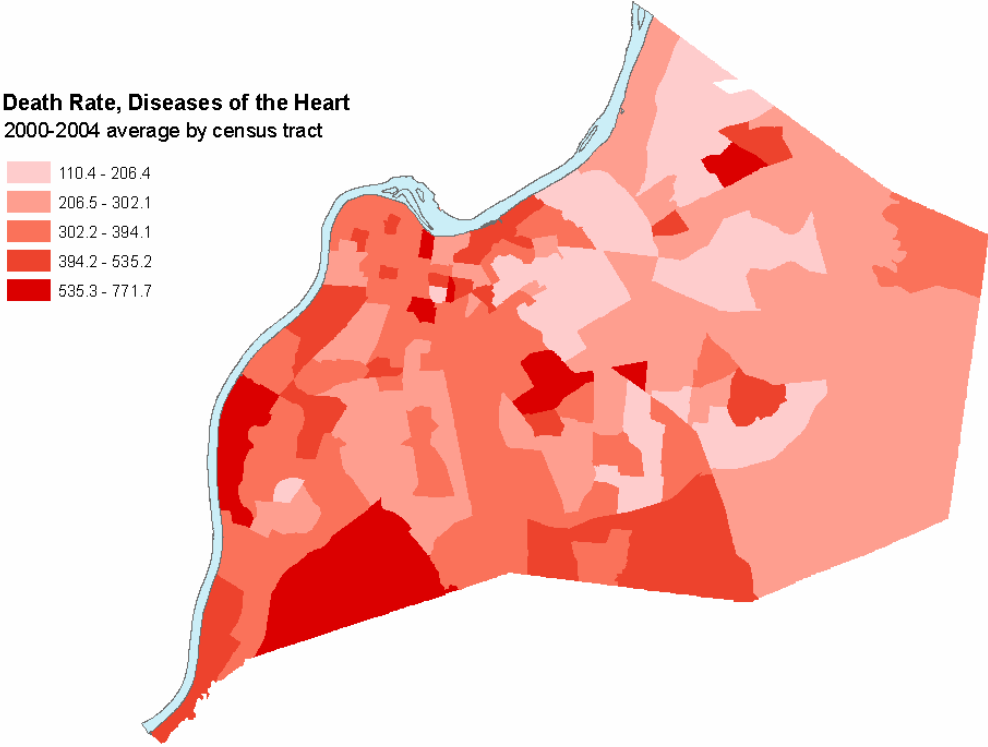 Death Rate, Diseases of the Heart
2000-2004 average by census tract
110.4 - 206.4
206.5 - 302.1
302.2 - 394.1
394.2 - 535.2
535.3 - 771.7